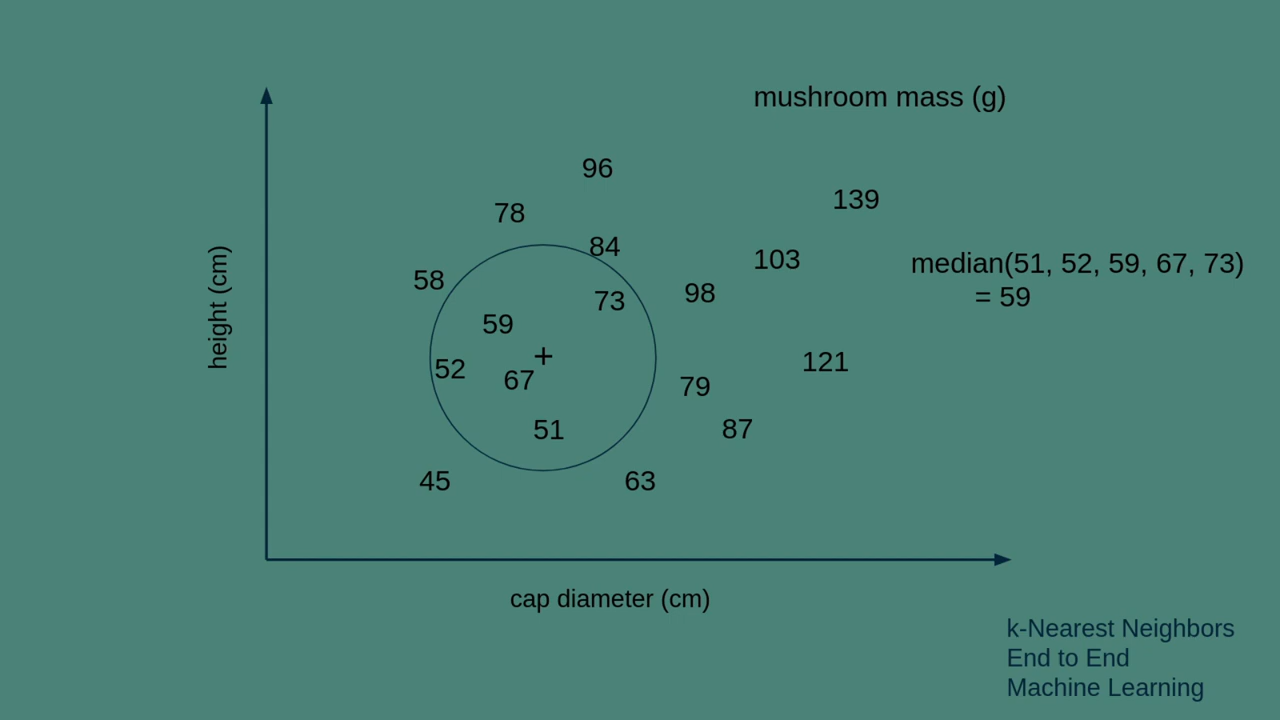 mushroom mass (g)
96
139
78
84
103
median(51, 52, 59, 67, 73)
= 59
58
98
73
height (cm)
59
+
121
52
67
79
51
87
45
63
cap diameter (cm)
k-Nearest Neighbors
End to End
Machine Learning